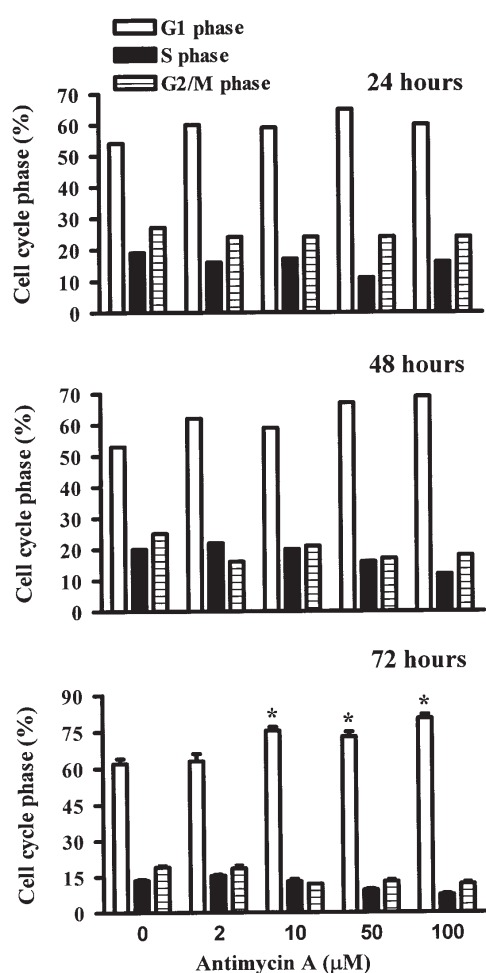 G1 phase
S phase
G2/M phase
24 hours
Cell cycle phase (%)
70
60
50
40
30
20
10
0
48 hours
Cell cycle phase (%)
70
60
50
40
30
20
10
0
72 hours
Cell cycle phase (%)
90
75
60
45
30
15
0
* * *
0 2 10 50 100
Antimycin A (μM)